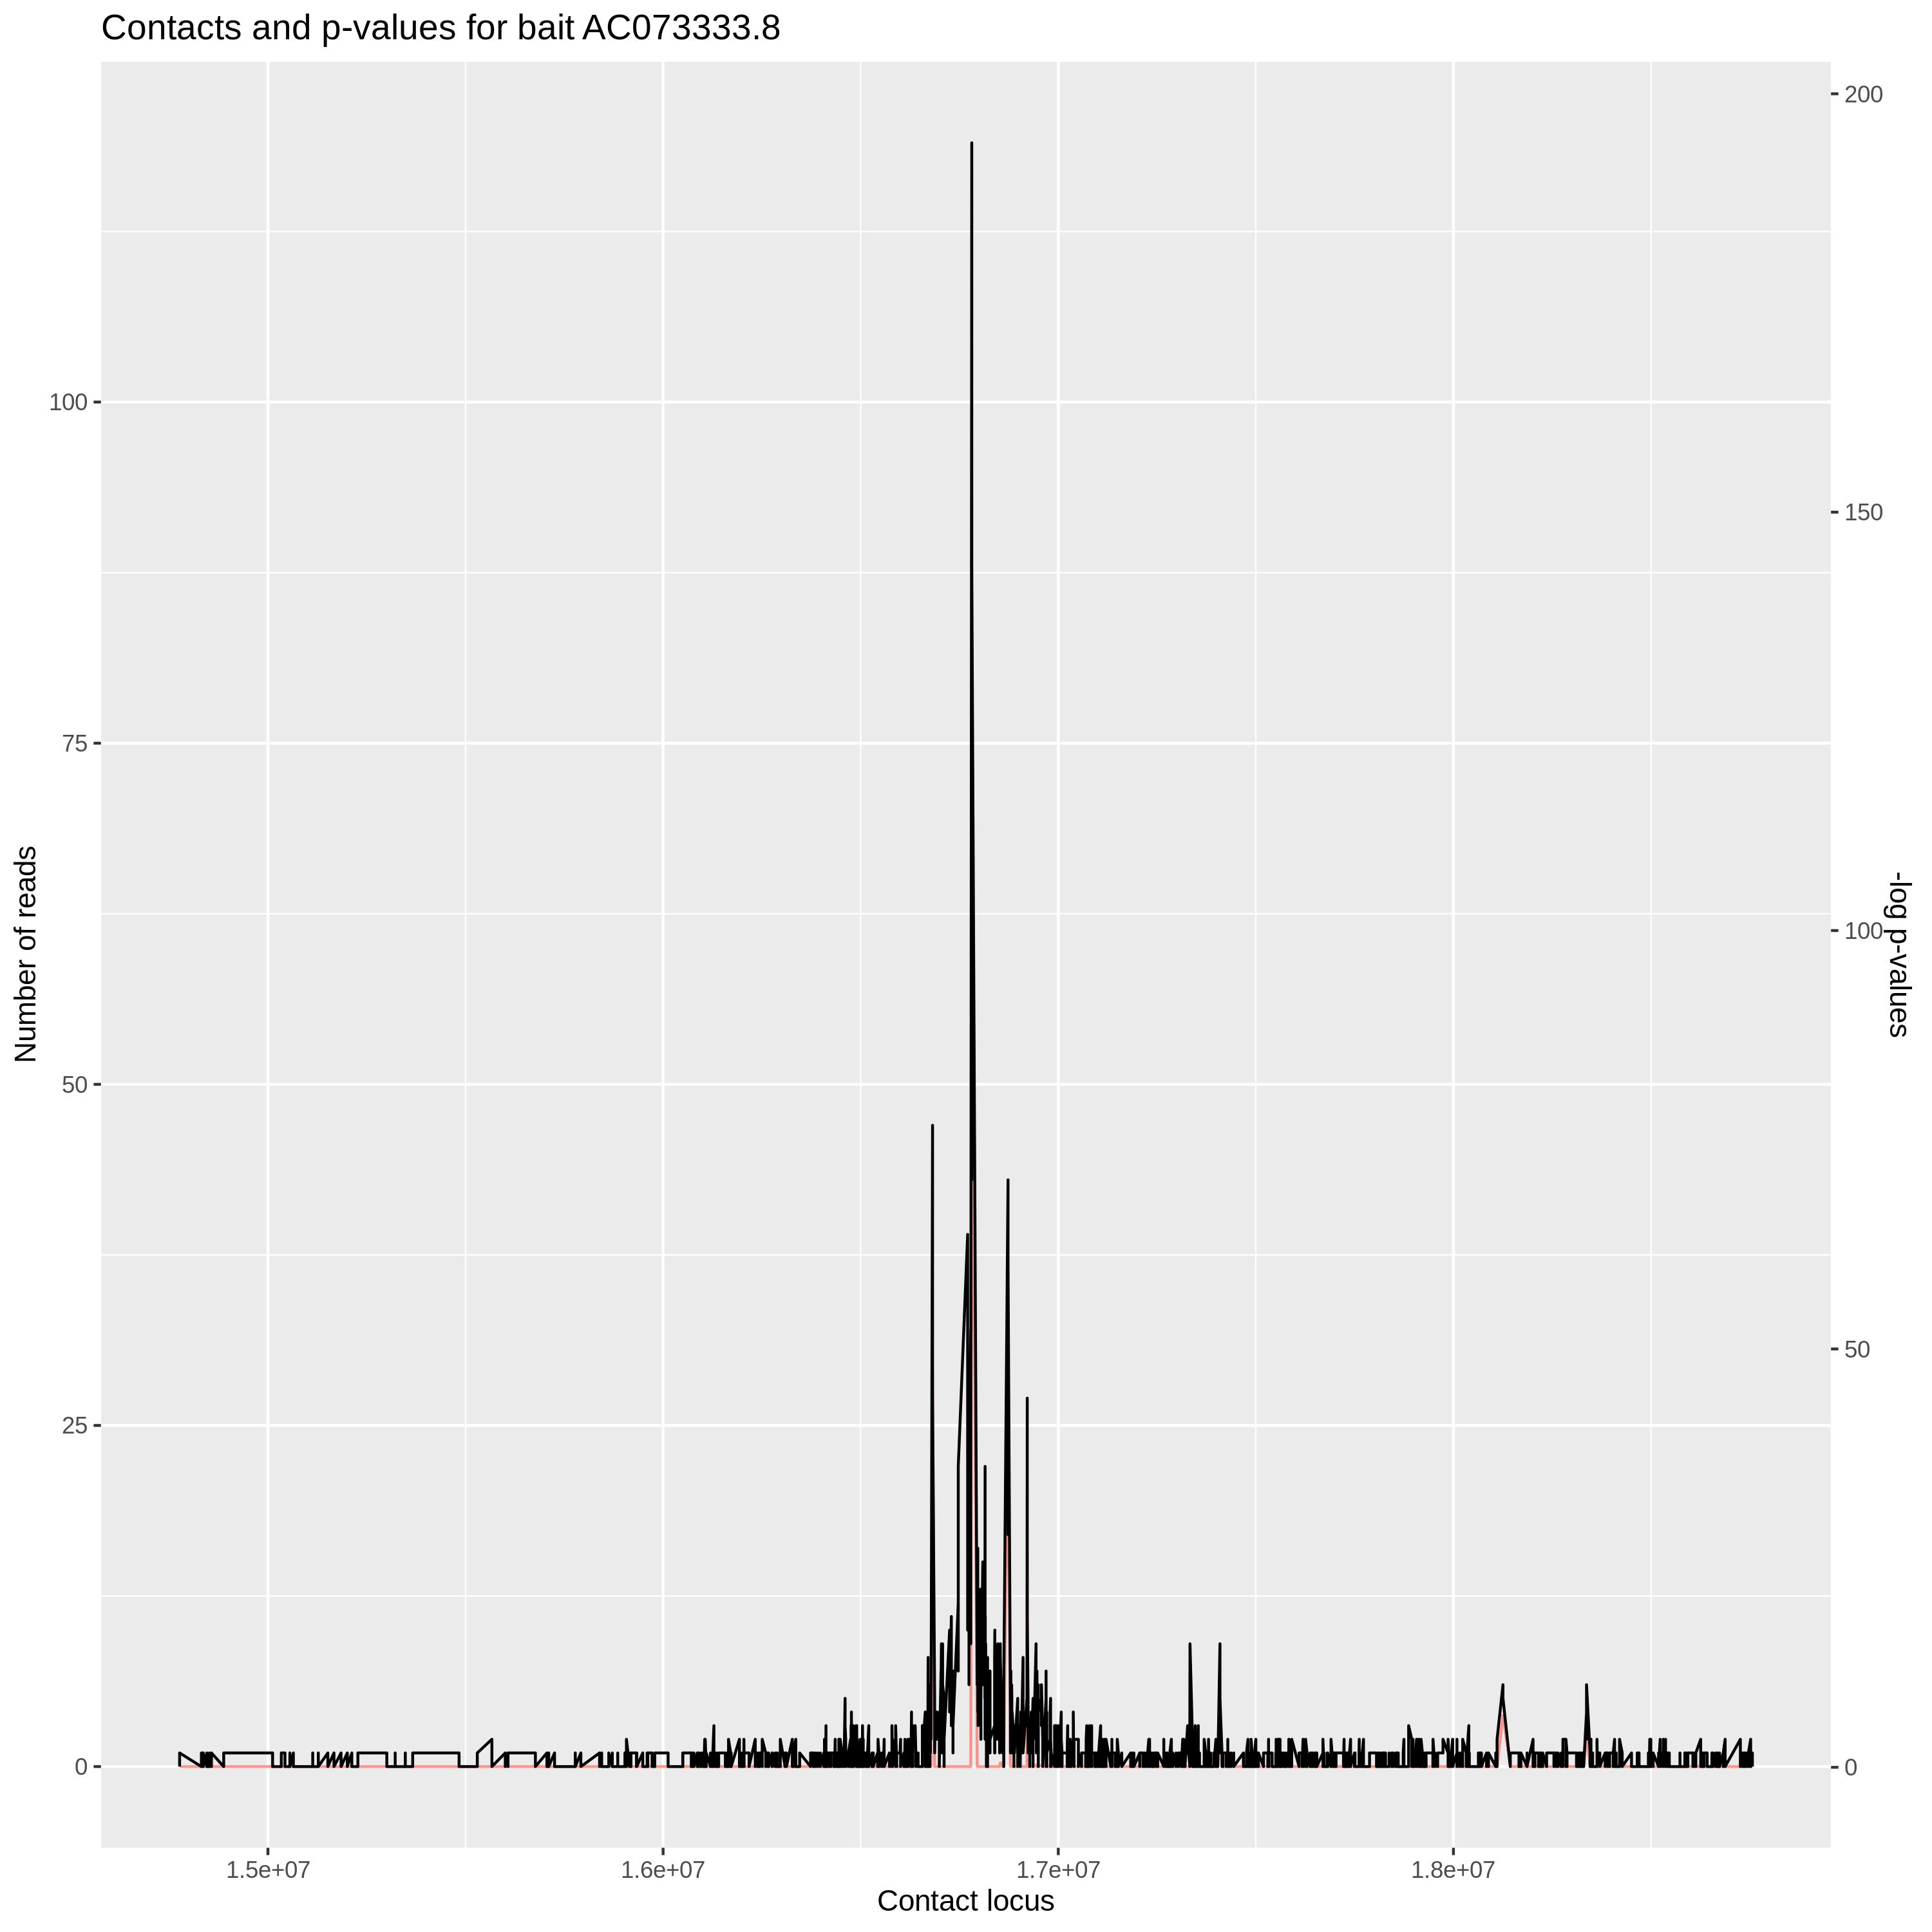 Contacts and p-values for bait AC073333.8
Number of reads
100
75
50
25
0
200
150
100
50
0
-log p-values
1.5e+07
1.6e+07
1.7e+07
1.8e+07
Contact locus